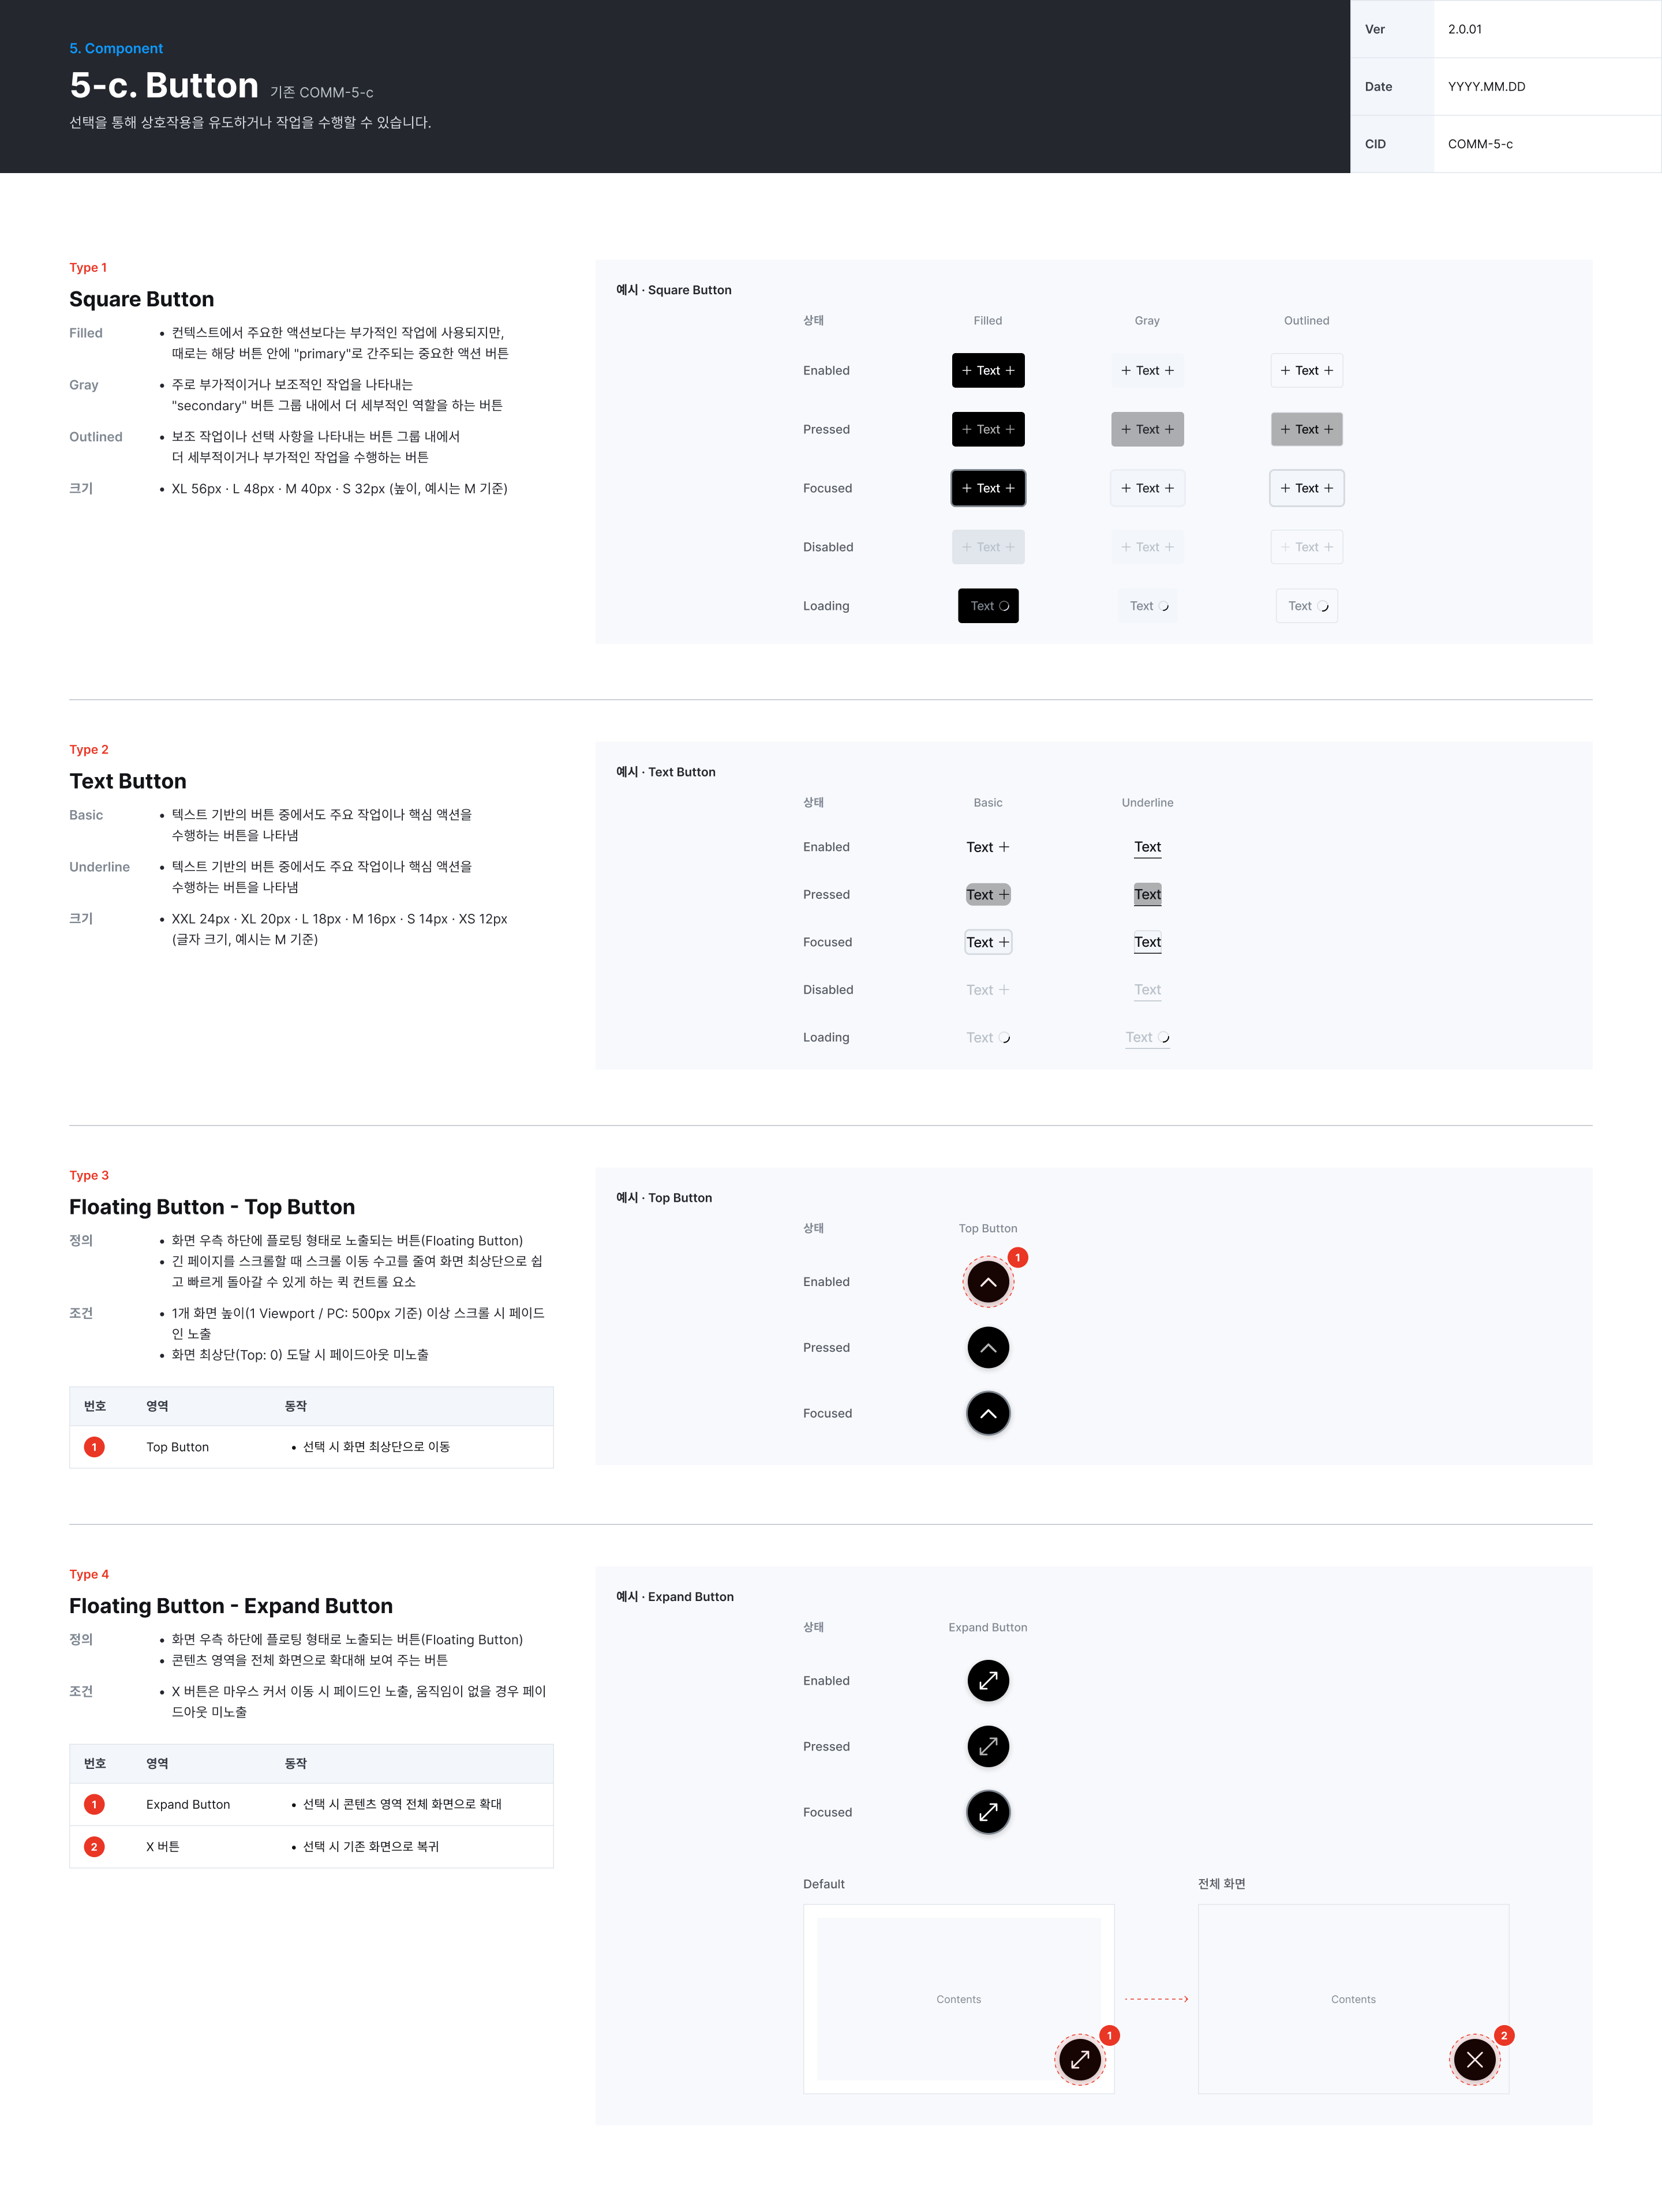 5. Component
5-c. Button 기존 COMM-5-c
선택을 통해 상호작용을 유도하거나 작업을 수행할 수 있습니다.
Ver 2.0.01
Date YYYY.MM.DD
CID COMM-5-c
Type 1
Square Button
Filled • 컨텍스트에서 주요한 액션보다는 부가적인 작업에 사용되지만,
때로는 해당 버튼 안에 "primary"로 간주되는 중요한 액션 버튼
Gray • 주로 부가적이거나 보조적인 작업을 나타내는
"secondary" 버튼 그룹 내에서 더 세부적인 역할을 하는 버튼
Outlined • 보조 작업이나 선택 사항을 나타내는 버튼 그룹 내에서
더 세부적이거나 부가적인 작업을 수행하는 버튼
크기 • XL 56px · L 48px · M 40px · S 32px (높이, 예시는 M 기준)
예시 · Square Button
상태 Filled Gray Outlined
Enabled + Text + + Text + + Text +
Pressed + Text + + Text + + Text +
Focused + Text + + Text + + Text +
Disabled + Text + + Text + + Text +
Loading Text Text Text
Type 2
Text Button
Basic • 텍스트 기반의 버튼 중에서도 주요 작업이나 핵심 액션을
수행하는 버튼을 나타냄
Underline • 텍스트 기반의 버튼 중에서도 주요 작업이나 핵심 액션을
수행하는 버튼을 나타냄
크기 • XXL 24px · XL 20px · L 18px · M 16px · S 14px · XS 12px
(글자 크기, 예시는 M 기준)
예시 · Text Button
상태 Basic Underline
Enabled Text + Text
Pressed Text + Text
Focused Text + Text
Disabled Text + Text
Loading Text Text
Type 3
Floating Button - Top Button
정의 • 화면 우측 하단에 플로팅 형태로 노출되는 버튼(Floating Button)
• 긴 페이지를 스크롤할 때 스크롤 이동 수고를 줄여 화면 최상단으로 쉽
고 빠르게 돌아갈 수 있게 하는 퀵 컨트롤 요소
조건 • 1개 화면 높이(1 Viewport / PC: 500px 기준) 이상 스크롤 시 페이드
인 노출
• 화면 최상단(Top: 0) 도달 시 페이드아웃 미노출
번호 영역 동작
1 Top Button • 선택 시 화면 최상단으로 이동
예시 · Top Button
상태 Top Button
1
Enabled
Pressed
Focused
Type 4
Floating Button - Expand Button
정의 • 화면 우측 하단에 플로팅 형태로 노출되는 버튼(Floating Button)
• 콘텐츠 영역을 전체 화면으로 확대해 보여 주는 버튼
조건 • X 버튼은 마우스 커서 이동 시 페이드인 노출, 움직임이 없을 경우 페이
드아웃 미노출
번호 영역 동작
1 Expand Button • 선택 시 콘텐츠 영역 전체 화면으로 확대
2 X 버튼 • 선택 시 기존 화면으로 복귀
예시 · Expand Button
상태 Expand Button
Enabled
Pressed
Focused
Default 전체 화면
Contents Contents
1 2